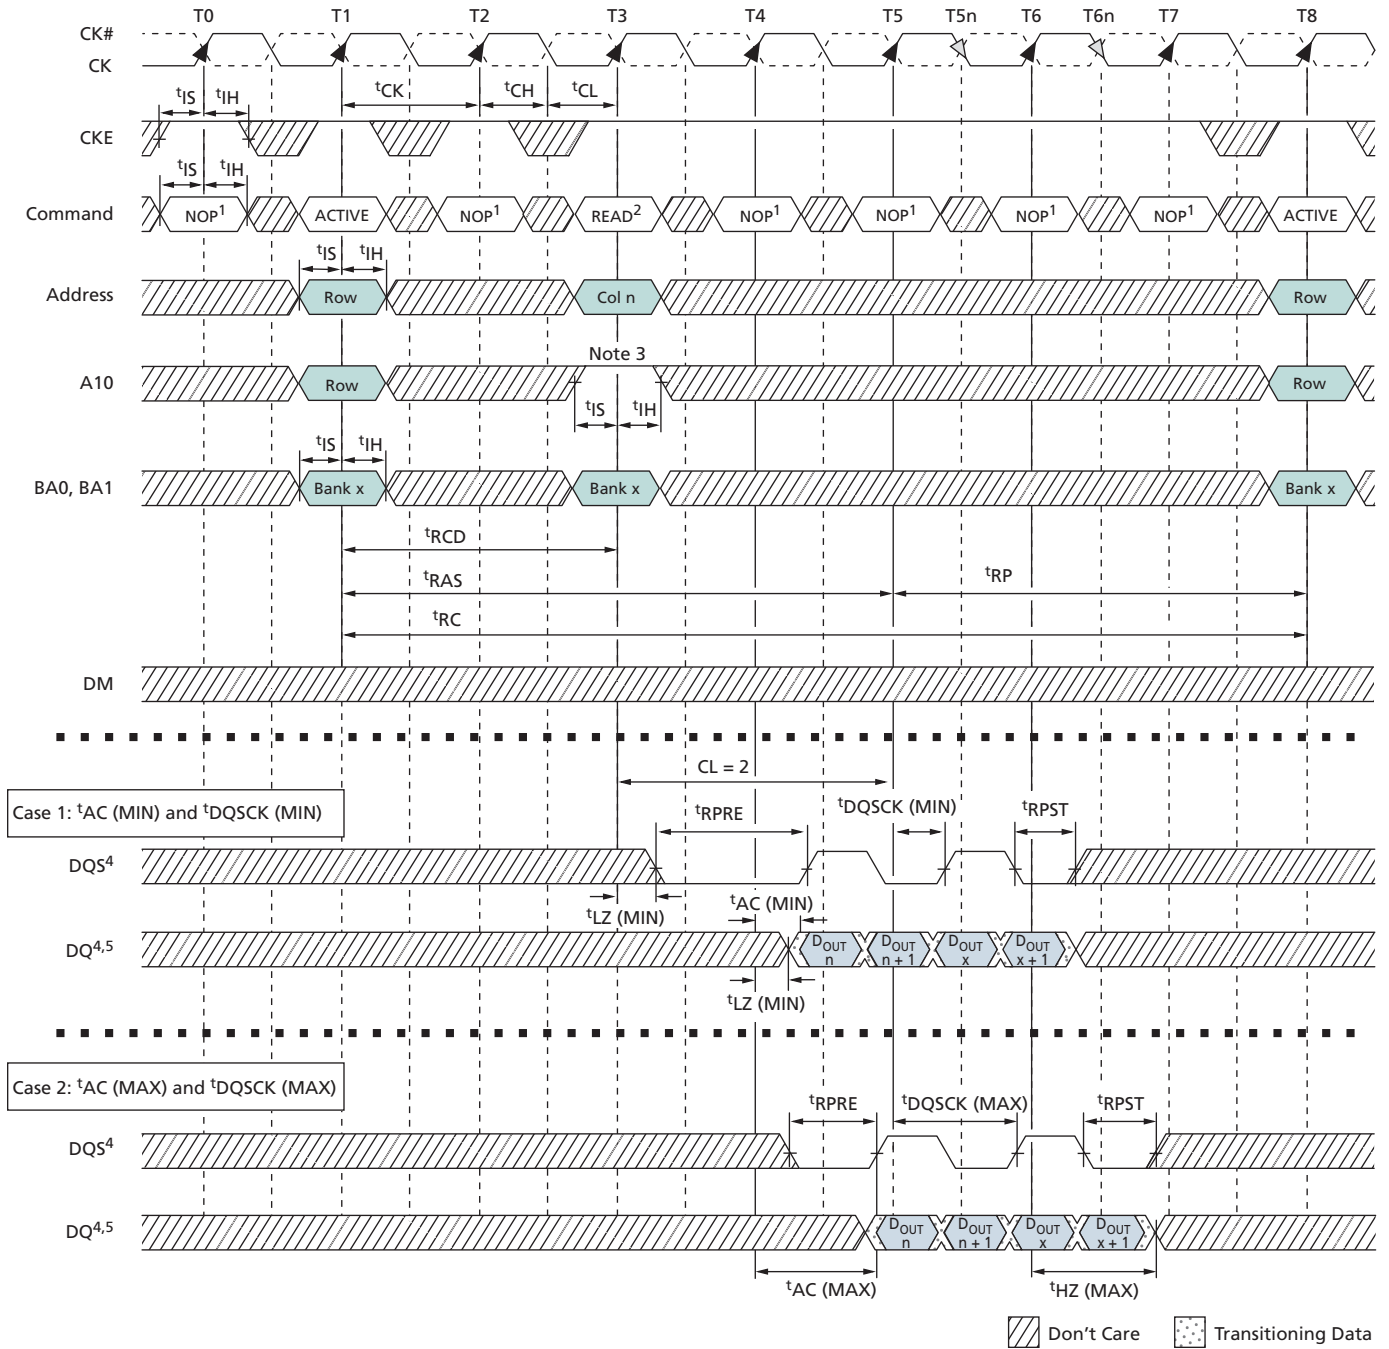 T0 T1 T2 T3 T4 T5 T5n T6 T6n T7 T8
CK#
CK
tIS tIH tCK tCH tCL
CKE
tIS tIH
Command NOP1 ACTIVE NOP1 READ2 NOP1 NOP1 NOP1 NOP1 ACTIVE
tIS tIH
Address Row Col n Row
Note 3
A10 Row Row
tIS tIH
tIS tIH
BA0, BA1 Bank x Bank x Bank x
tRCD
tRAS tRP
tRC
DM
CL = 2
Case 1: tAC (MIN) and tDQSCK (MIN)
tRPRE tDQSCK (MIN) tRPST
DQS4
tLZ (MIN) tAC (MIN)
DQ4,5 DOUT n DOUT n + 1 DOUT x DOUT x + 1
tLZ (MIN)
Case 2: tAC (MAX) and tDQSCK (MAX)
tRPRE tDQSCK (MAX) tRPST
DQS4
DQ4,5 DOUT n DOUT n + 1 DOUT x DOUT x + 1
tAC (MAX) tHZ (MAX)
Don't Care Transitioning Data